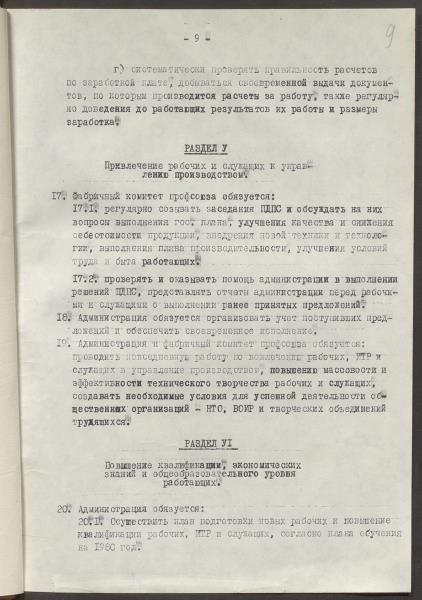 9
- 9 -
г) систематически проверять правильность расчетов
по заработной плате, добываться своевременной выдачи докумен-
тов, по которым производятся расчеты за работу, также регуляр-
но доведения до работающих результатов их работы и размеры
заработка.
РАЗДЕЛ У
Привлечение рабочих и служащих к управ-
лению производством.
17. Фабричный комитет профсоюза обязуется:
17.1. регулярно созывать заседания ПДПС и обсуждать на них
вопросы выполнения гос. плана, улучшения качества и снижения
себестоимости продукции, внедрения новой техники и техноло-
гии, выполнения плана производительности, улучшения условий
труда и быта работающих.
17.2. проверять и оказывать помощь администрации в выполнении
решений ПДПС, представлять отчеты администрации перед рабочи-
ми и служащими о выполнении ранее принятых предложений.
18. Администрация обязуется организовать учет поступивших пред-
ложений и обеспечить своевременное исполнение.
19. Администрация и фабричный комитет профсоюза обязуется:
проводить повседневную работу по вовлечению рабочих, ИТР и
служащих в управление производством, повышению массовости и
эффективности технического творчества рабочих и служащих,
создавать необходимые условия для успешной деятельности об-
щественных организаций - НТО, ВОИР и творческих объединений
трудящихся.
РАЗДЕЛ УІ
Повышение квалификации, экономических
знаний и общеобразовательного уровня
работающих.
20. Администрация обязуется:
20.1. Осуществить план подготовки новых рабочих и повышение
квалификации рабочих, ИТР и служащих, согласно плана обучения
на 1980 год.